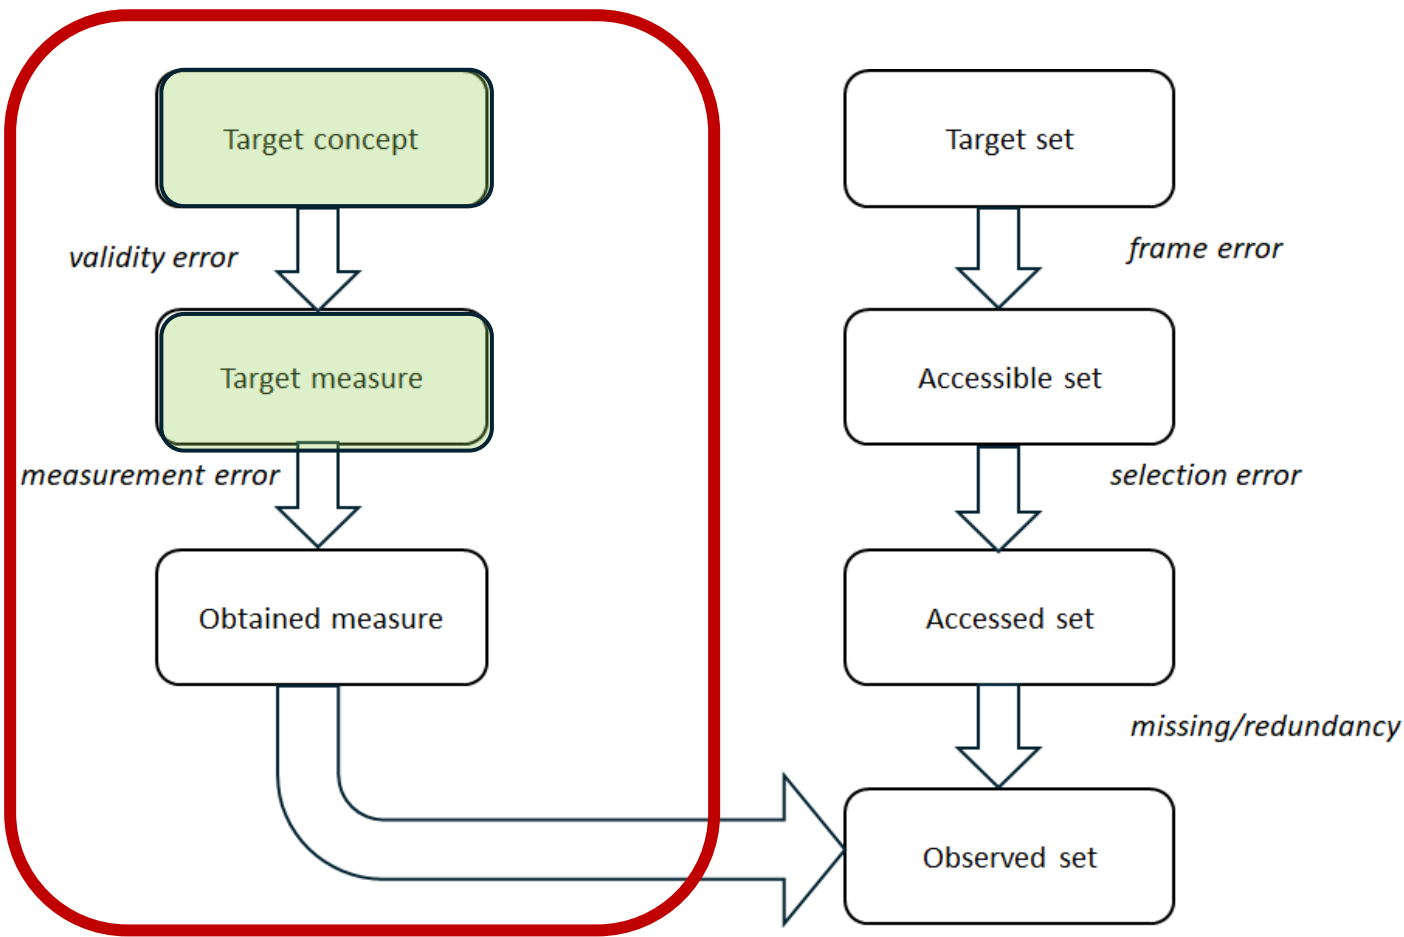 Target concept
validity error
Target measure
measurement error
Obtained measure
Target set
frame error
Accessible set
selection error
Accessed set
missing/redundancy
Observed set